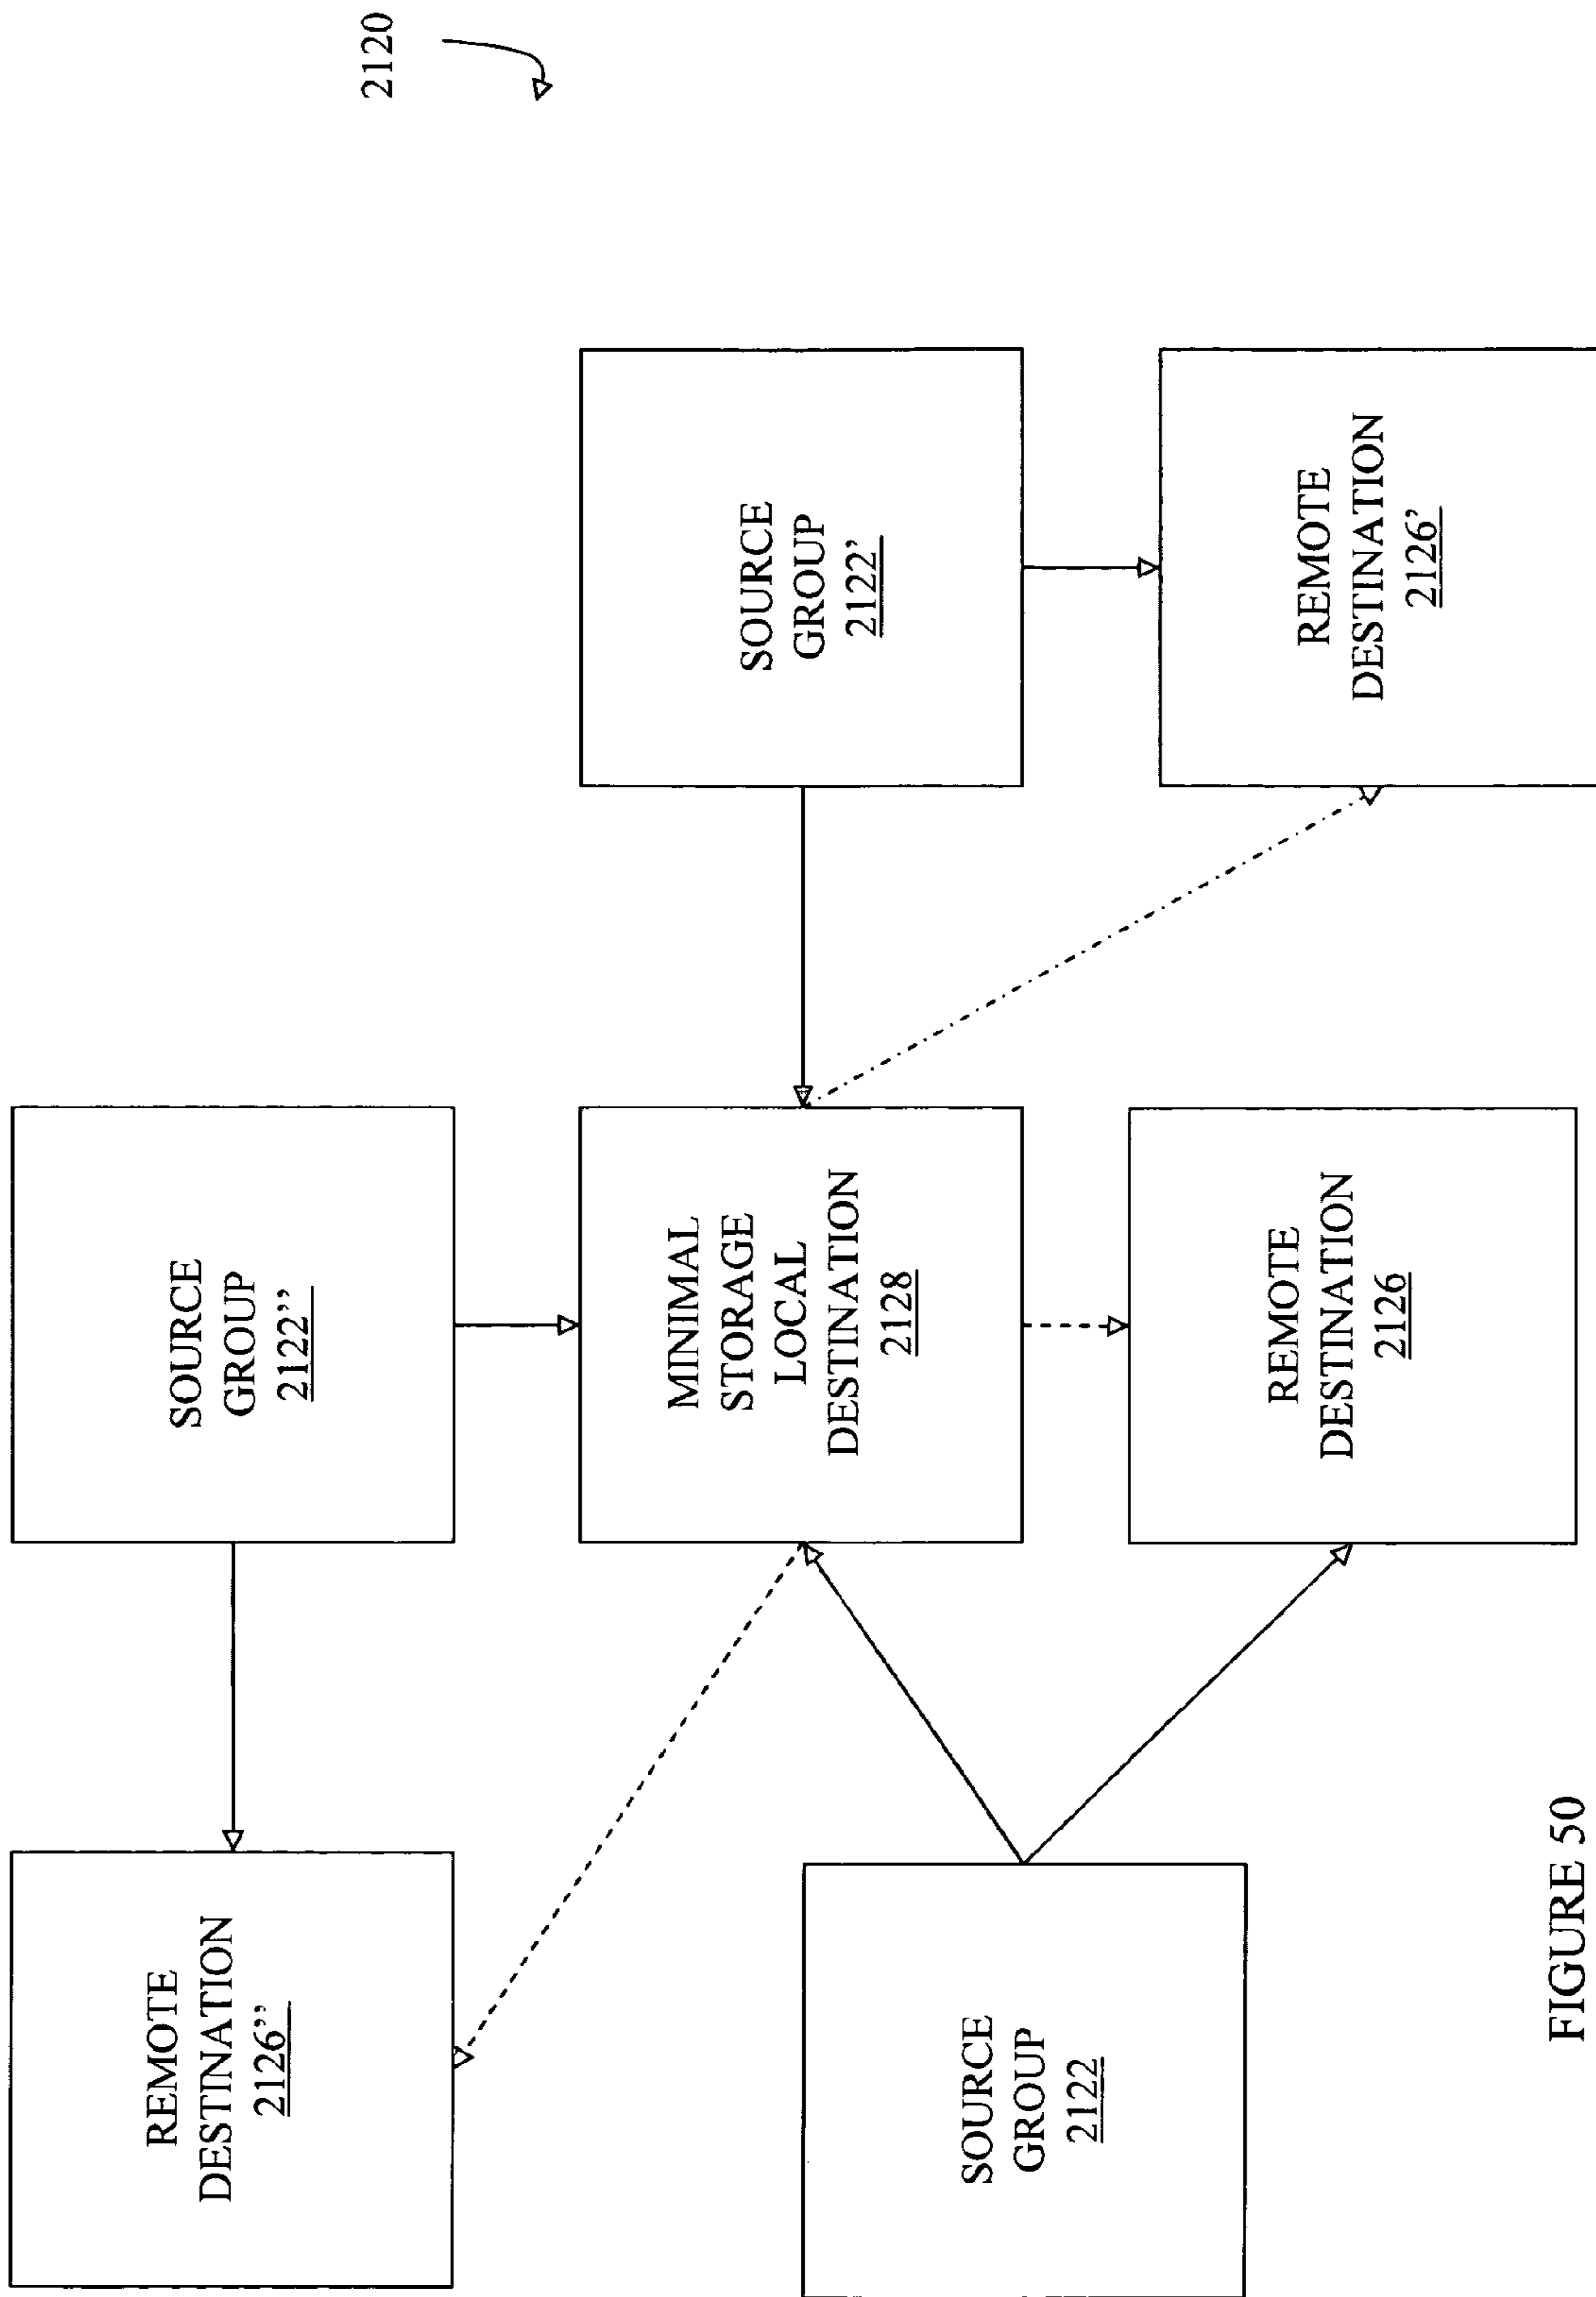 REMOTE
DESTINATION
2126’’
SOURCE
GROUP
2122’’
2120
MINIMAL
STORAGE
LOCAL
DESTINATION
2128
SOURCE
GROUP
2122’
SOURCE
GROUP
2122
REMOTE
DESTINATION
2126
REMOTE
DESTINATION
2126’
FIGURE 50